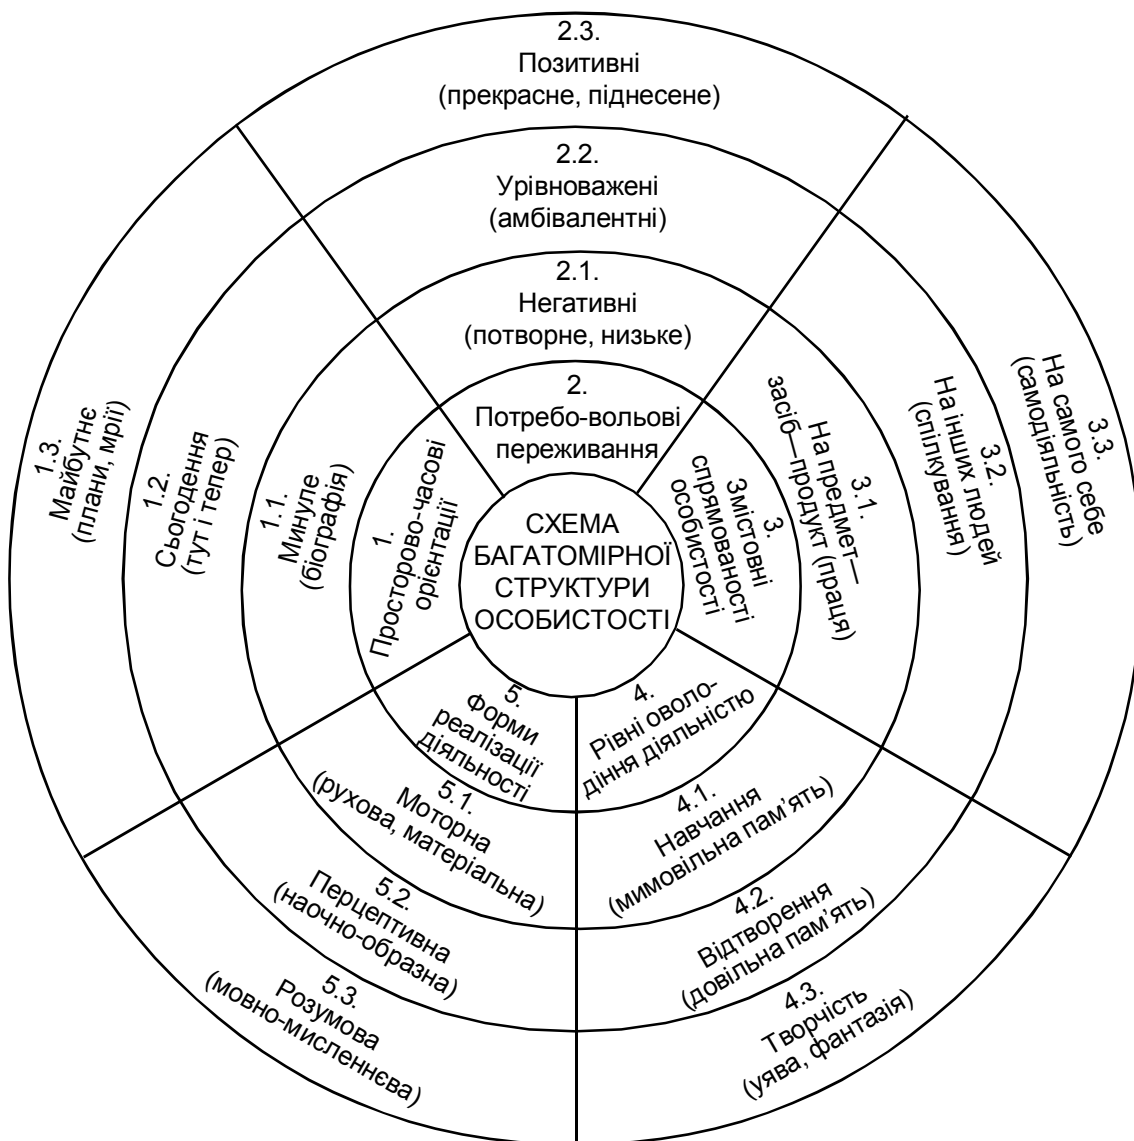 СХЕМА
БАГАТОМІРНОЇ
СТРУКТУРИ
ОСОБИСТОСТІ
1.
Просторово-часові
орієнтації
1.1.
Минуле
(біографія)
1.2.
Сьогодення
(тут і тепер)
1.3.
Майбутнє
(плани, мрії)
2.
Потребо-вольові
переживання
2.1.
Негативні
(потворне, низьке)
2.2.
Урівноважені
(амбівалентні)
2.3.
Позитивні
(прекрасне, піднесене)
3.
Змістовні
спрямованості
особистості
3.1.
На предмет—
засіб—продукт (праця)
3.2.
На інших людей
(спілкування)
3.3.
На самого себе
(самодіяльність)
4.
Рівні оволо-
діння діяльністю
4.1.
Навчання
(мимовільна пам’ять)
4.2.
Відтворення
(довільна пам’ять)
4.3.
Творчість
(уява, фантазія)
5.
Форми
реалізації
діяльності
5.1.
Моторна
(рухова, матеріальна)
5.2.
Перцептивна
(наочно-образна)
5.3.
Розумова
(мовно-мисленнєва)